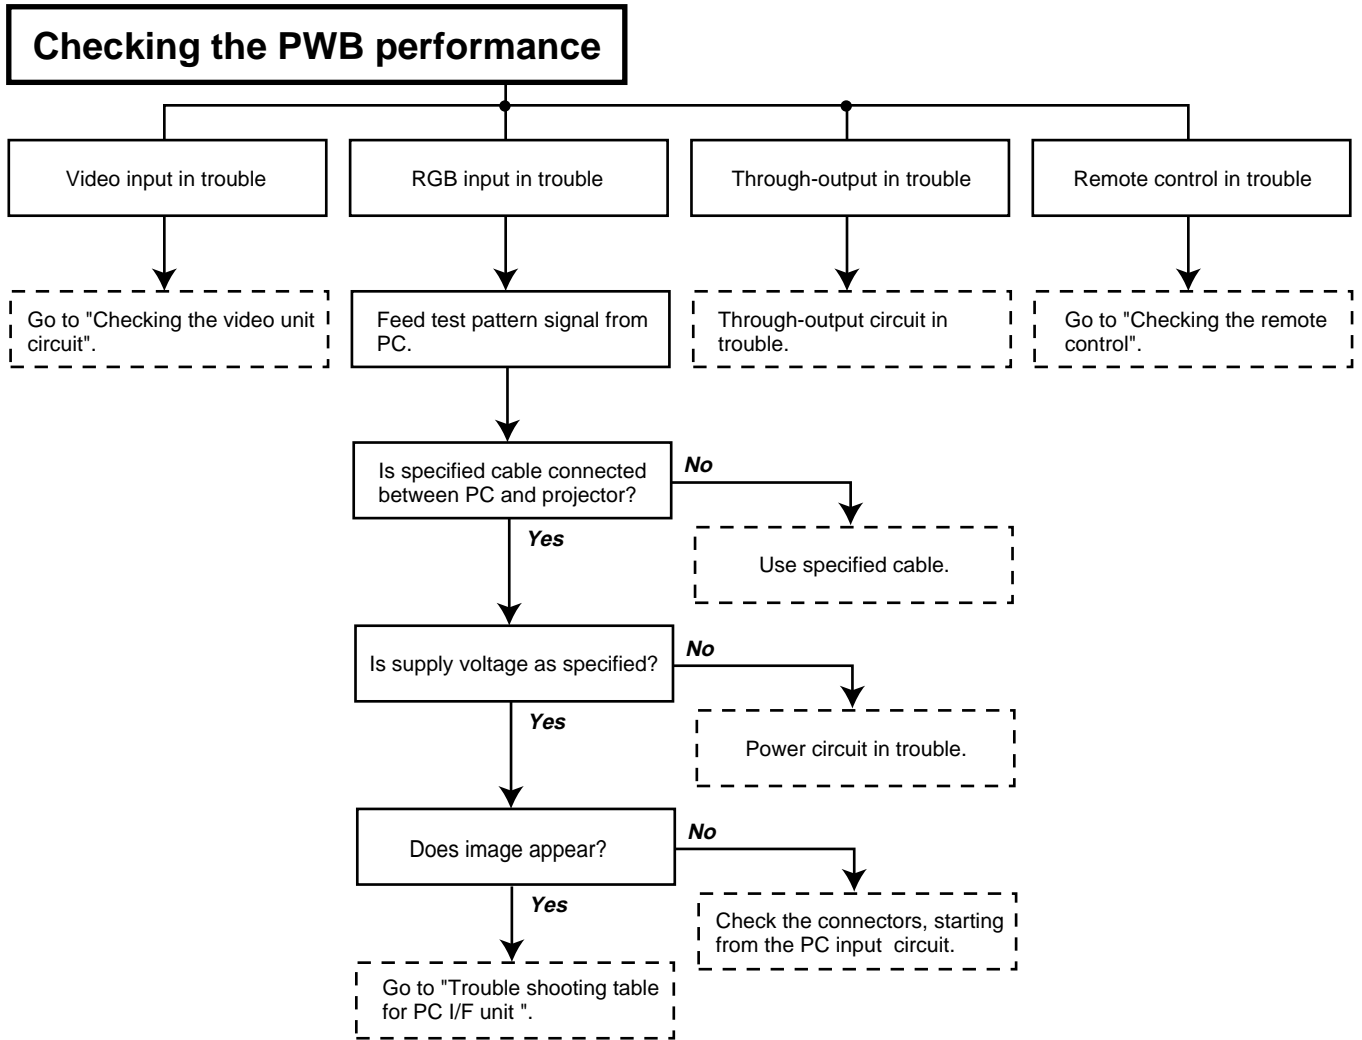 Checking the PWB performance
Video input in trouble
RGB input in trouble
Through-output in trouble
Remote control in trouble
Go to "Checking the video unit
circuit".
Feed test pattern signal from
PC.
Through-output circuit in
trouble.
Go to "Checking the remote
control".
Is specified cable connected
between PC and projector?
No
Yes
Use specified cable.
Is supply voltage as specified?
No
Yes
Power circuit in trouble.
Does image appear?
No
Yes
Check the connectors, starting
from the PC input  circuit.
Go to "Trouble shooting table
for PC I/F unit ".